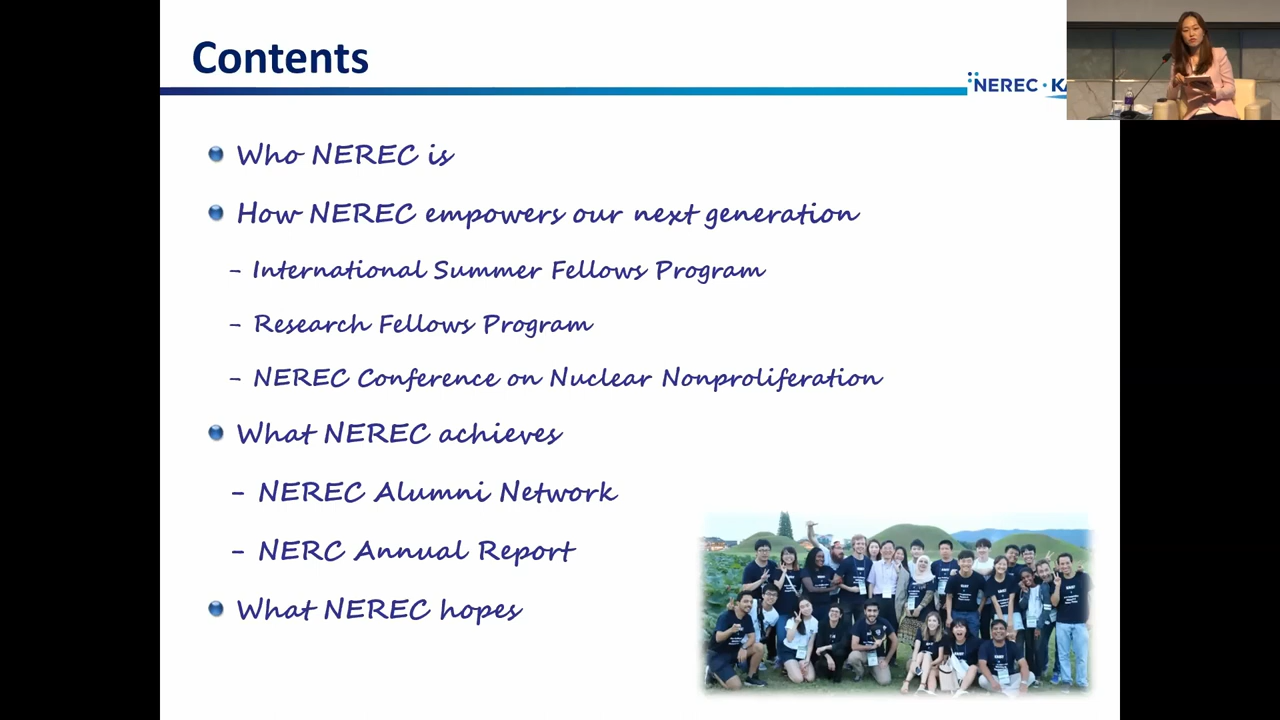 Contents
NEREC · KA
Who NEREC is
How NEREC empowers our next generation
- International Summer Fellows Program
- Research Fellows Program
- NEREC Conference on Nuclear Nonproliferation
What NEREC achieves
- NEREC Alumni Network
- NERC Annual Report
What NEREC hopes